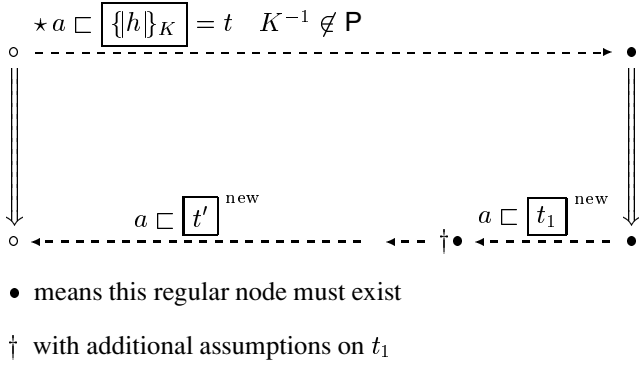 ⋆ a ⊏ {|h|}_K = t K^{-1} ∉ P
a ⊏ t′ new
a ⊏ t_1 new
†
• means this regular node must exist
† with additional assumptions on t_1